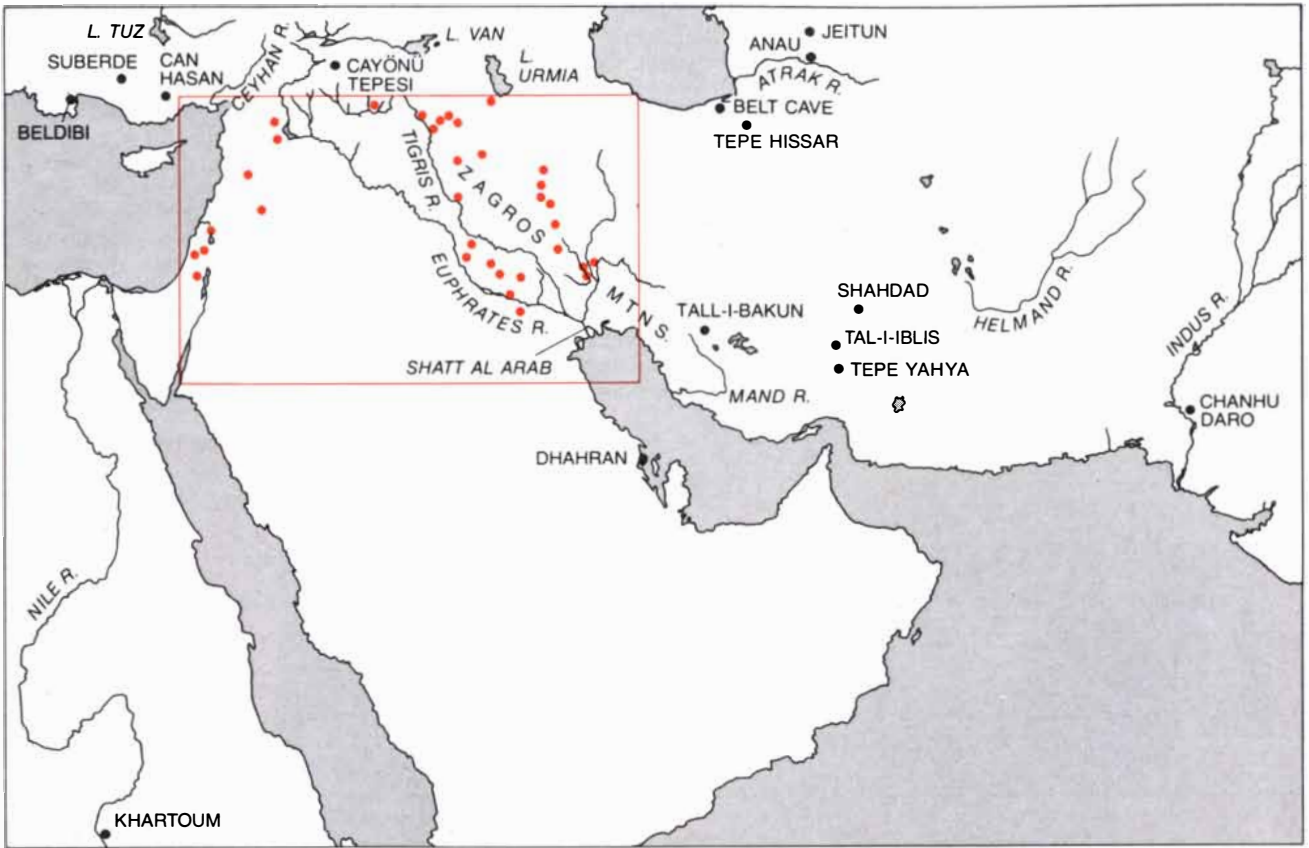 L. TUZ
SUBERDE
CAN
HASAN
CEYHAN R.
CAYÖNÜ
TEPESI
L. VAN
L.
URMIA
JEITUN
ANAU
ATRAK R.
BELDIBI
BELT CAVE
TEPE HISSAR
TIGRIS R.
ZAGROS
MTNS.
EUPHRATES R.
SHATT AL ARAB
TALL-I-BAKUN
MAND R.
SHAHDAD
TAL-I-IBLIS
TEPE YAHYA
HELMAND R.
INDUS R.
CHANHU
DARO
DHAHRAN
NILE R.
KHARTOUM